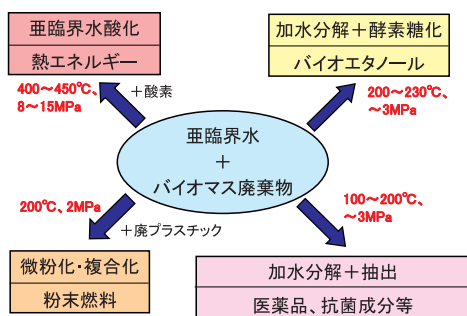 亜臨界水酸化
熱エネルギー
400～450℃、
8～15MPa
＋酸素
加水分解＋酵素糖化
バイオエタノール
200～230℃、
～3MPa
亜臨界水
＋
バイオマス廃棄物
200℃、2MPa
＋廃プラスチック
微粉化・複合化
粉末燃料
100～200℃、
～3MPa
加水分解＋抽出
医薬品、抗菌成分等